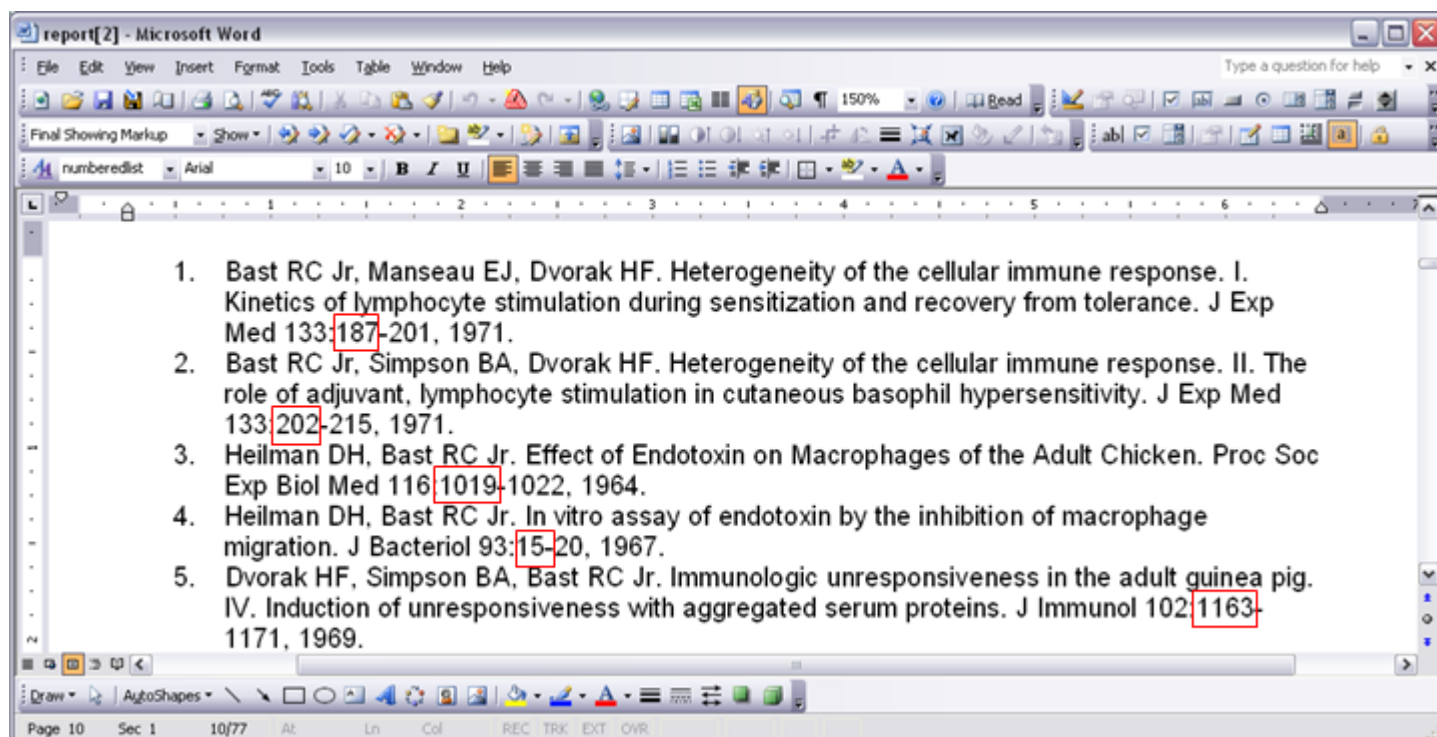 report[2] - Microsoft Word
File Edit View Insert Format Tools Table Window Help Type a question for help
150% Read
Final Showing Markup Show ab
numberedlist Arial 10 B I U A
1 2 3 4 5 6 7
1. Bast RC Jr, Manseau EJ, Dvorak HF. Heterogeneity of the cellular immune response. I.
Kinetics of lymphocyte stimulation during sensitization and recovery from tolerance. J Exp
Med 133:187-201, 1971.
2. Bast RC Jr, Simpson BA, Dvorak HF. Heterogeneity of the cellular immune response. II. The
role of adjuvant, lymphocyte stimulation in cutaneous basophil hypersensitivity. J Exp Med
133:202-215, 1971.
3. Heilman DH, Bast RC Jr. Effect of Endotoxin on Macrophages of the Adult Chicken. Proc Soc
Exp Biol Med 116:1019-1022, 1964.
4. Heilman DH, Bast RC Jr. In vitro assay of endotoxin by the inhibition of macrophage
migration. J Bacteriol 93:15-20, 1967.
5. Dvorak HF, Simpson BA, Bast RC Jr. Immunologic unresponsiveness in the adult guinea pig.
IV. Induction of unresponsiveness with aggregated serum proteins. J Immunol 102:1163-
1171, 1969.
Draw AutoShapes A
Page 10 Sec 1 10/77 At Ln Col REC TRK EXT OVR